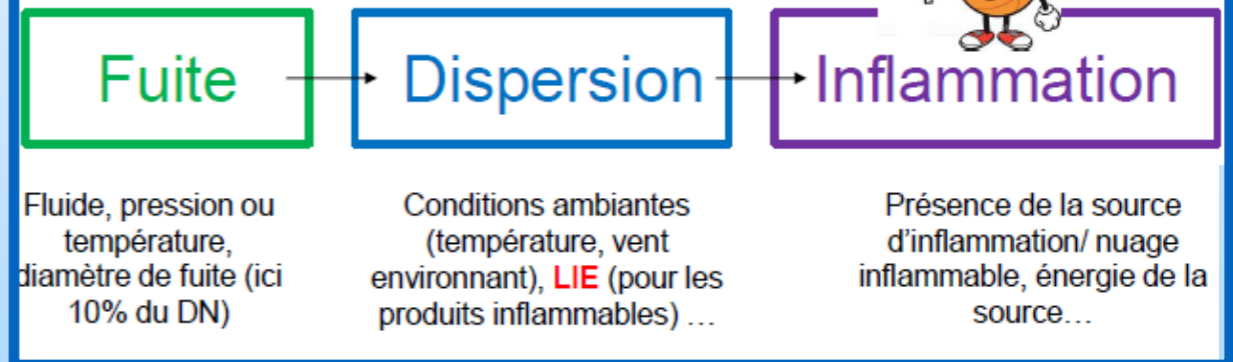 Fuite
Dispersion
Inflammation
Fluide, pression ou
température,
diamètre de fuite (ici
10% du DN)
Conditions ambiantes
(température, vent
environnant), LIE (pour les
produits inflammables) …
Présence de la source
d'inflammation/ nuage
inflammable, énergie de la
source…